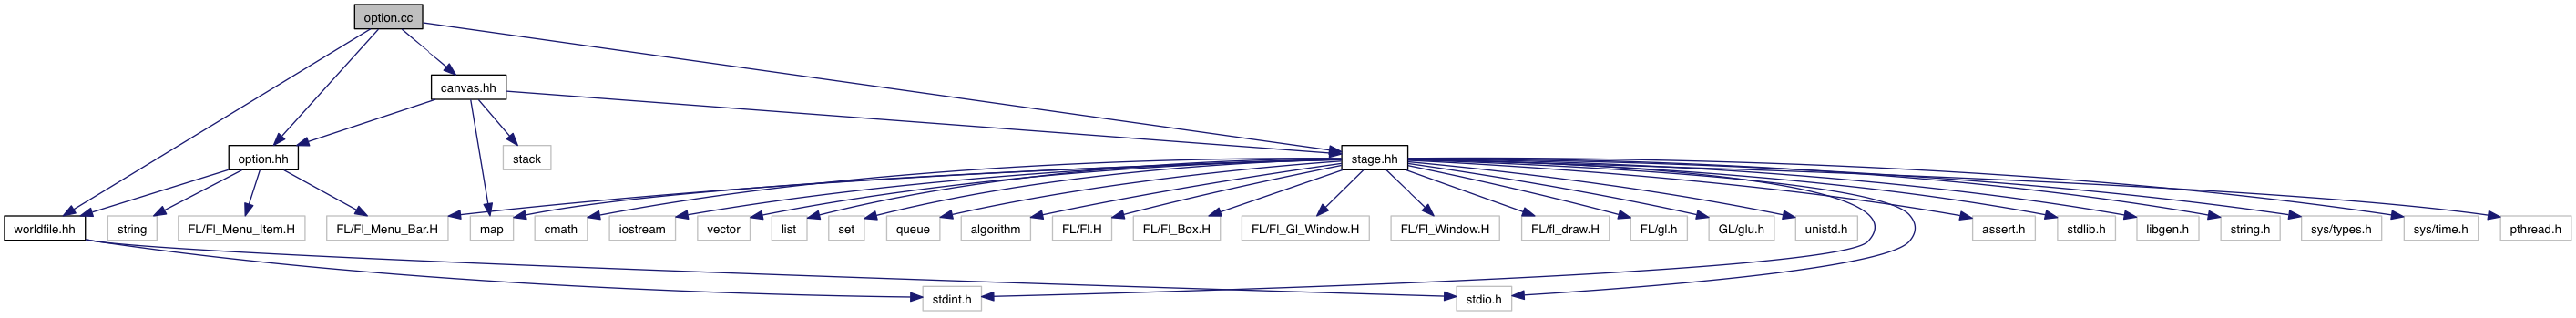 option.cc
canvas.hh
option.hh
stack
stage.hh
worldfile.hh
string
FL/Fl_Menu_Item.H
FL/Fl_Menu_Bar.H
map
cmath
iostream
vector
list
set
queue
algorithm
FL/Fl.H
FL/Fl_Box.H
FL/Fl_Gl_Window.H
FL/Fl_Window.H
FL/fl_draw.H
FL/gl.h
GL/glu.h
unistd.h
assert.h
stdlib.h
libgen.h
string.h
sys/types.h
sys/time.h
pthread.h
stdint.h
stdio.h